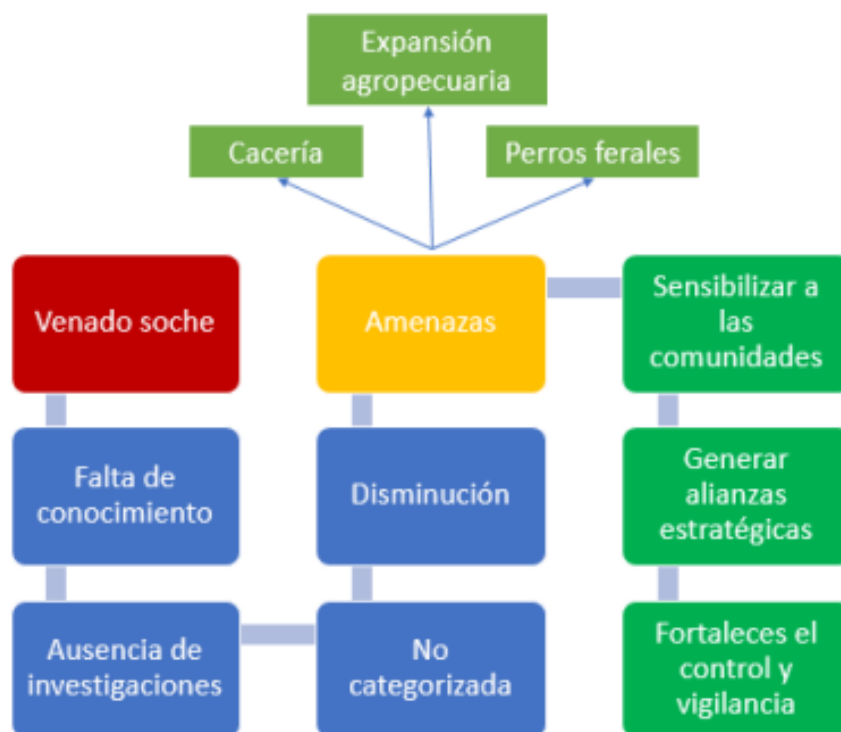 Expansión
agropecuaria
Cacería
Perros ferales
Venado soche
Amenazas
Sensibilizar a
las
comunidades
Falta de
conocimiento
Disminución
Generar
alianzas
estratégicas
Ausencia de
investigaciones
No
categorizada
Fortaleces el
control y
vigilancia